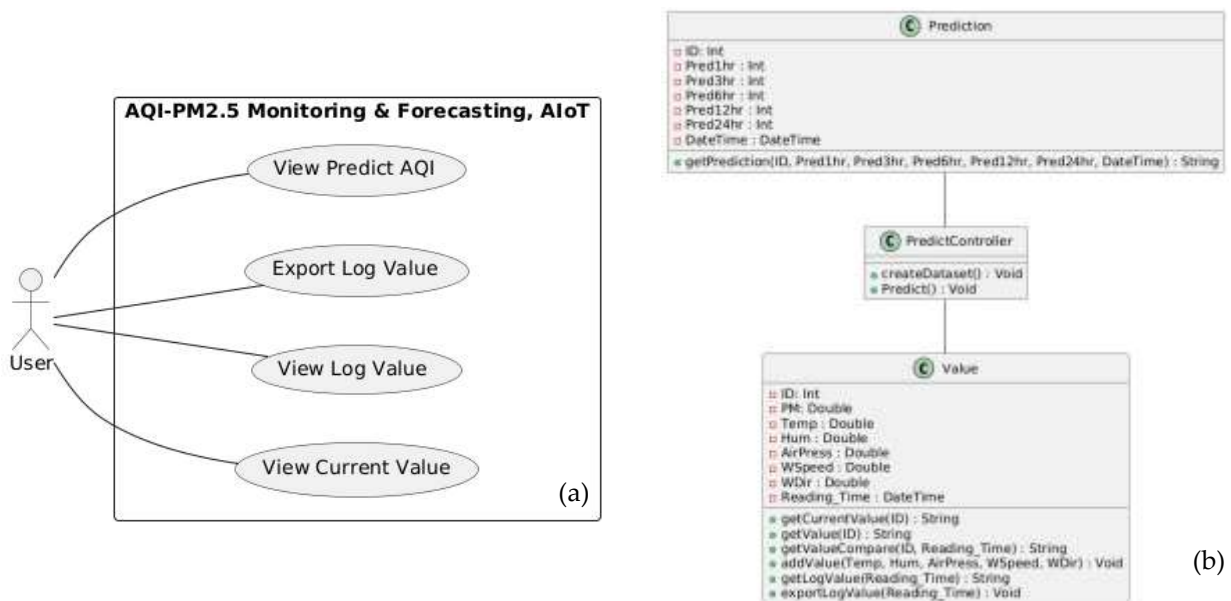 AQI-PM2.5 Monitoring & Forecasting, AIoT
View Predict AQI
Export Log Value
View Log Value
View Current Value
User
(a)
C Prediction
ID: Int
Pred1hr : Int
Pred3hr : Int
Pred6hr : Int
Pred12hr : Int
Pred24hr : Int
DateTime : DateTime
getPrediction(ID, Pred1hr, Pred3hr, Pred6hr, Pred12hr, Pred24hr, DateTime) : String
C PredictController
createDataset() : Void
Predict() : Void
C Value
ID: Int
PM: Double
Temp : Double
Hum : Double
AirPress : Double
WSpeed : Double
WDir : Double
Reading_Time : DateTime
getCurrentValue(ID) : String
getValue(ID) : String
getValueCompare(ID, Reading_Time) : String
addValue(Temp, Hum, AirPress, WSpeed, WDir) : Void
getLogValue(Reading_Time) : String
exportLogValue(Reading_Time) : Void
(b)